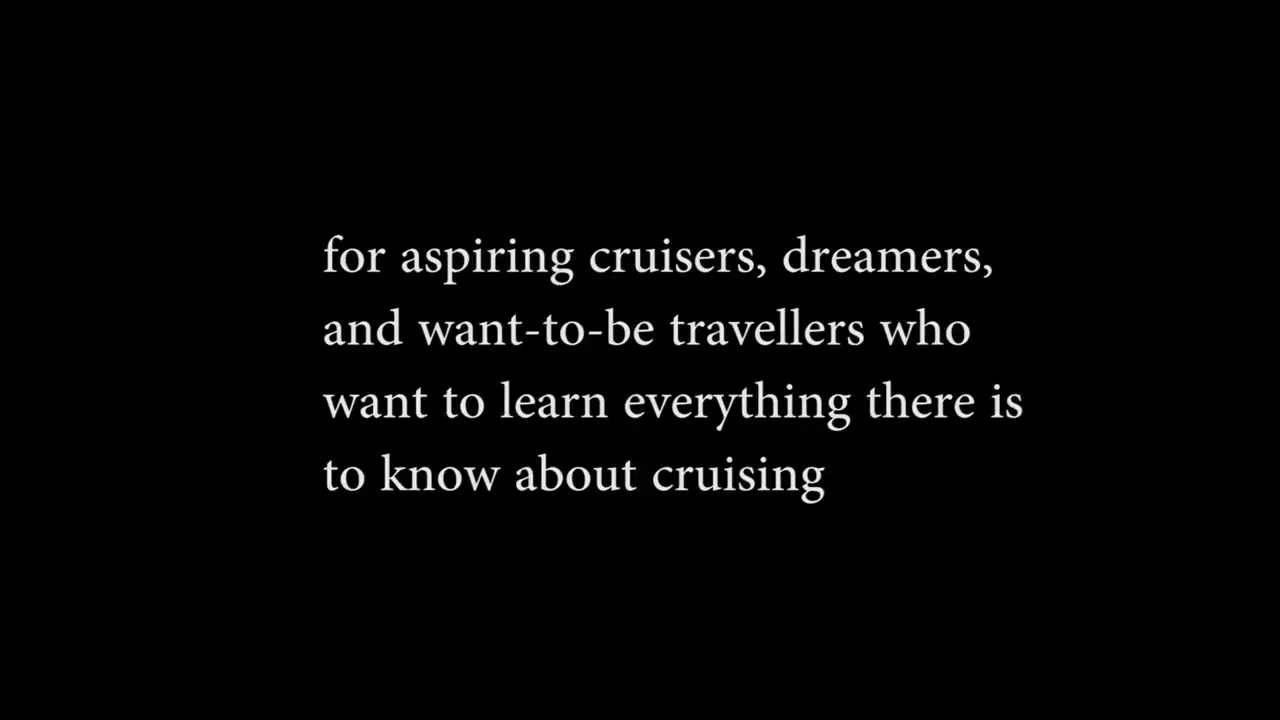 for aspiring cruisers, dreamers,
and want-to-be travellers who
want to learn everything there is
to know about cruising